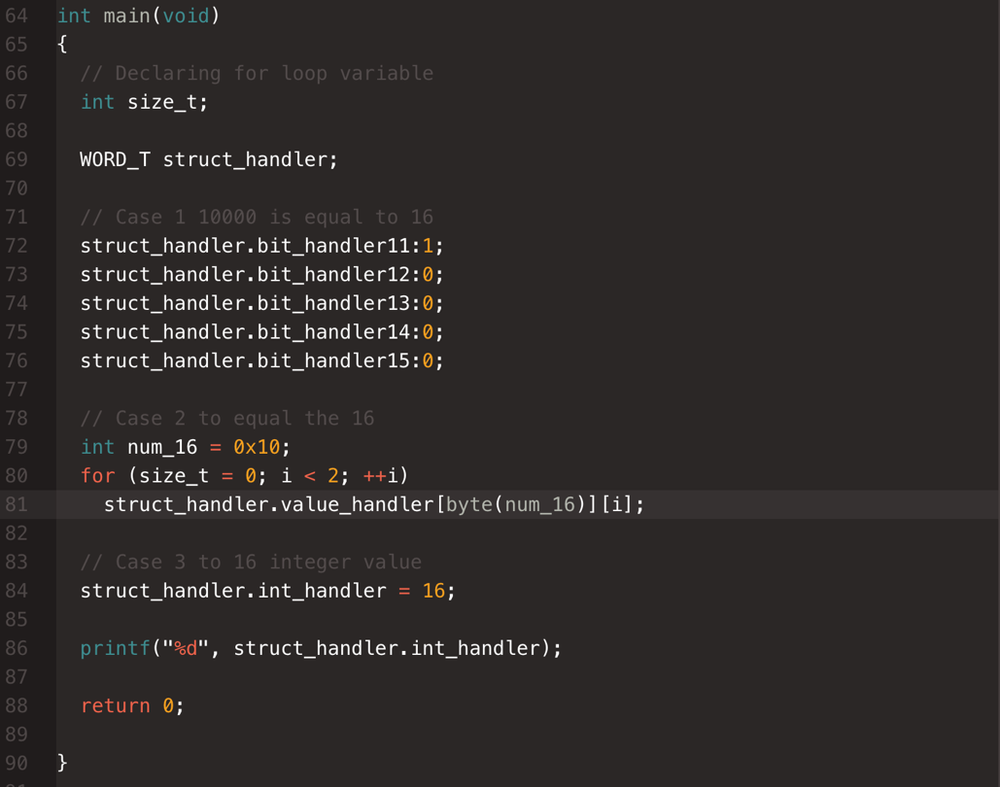 64 int main(void)
65 {
66 // Declaring for loop variable
67 int size_t;
68
69 WORD_T struct_handler;
70
71 // Case 1 10000 is equal to 16
72 struct_handler.bit_handler11:1;
73 struct_handler.bit_handler12:0;
74 struct_handler.bit_handler13:0;
75 struct_handler.bit_handler14:0;
76 struct_handler.bit_handler15:0;
77
78 // Case 2 to equal the 16
79 int num_16 = 0x10;
80 for (size_t = 0; i < 2; ++i)
81 struct_handler.value_handler[byte(num_16)][i];
82
83 // Case 3 to 16 integer value
84 struct_handler.int_handler = 16;
85
86 printf("%d", struct_handler.int_handler);
87
88 return 0;
89
90 }